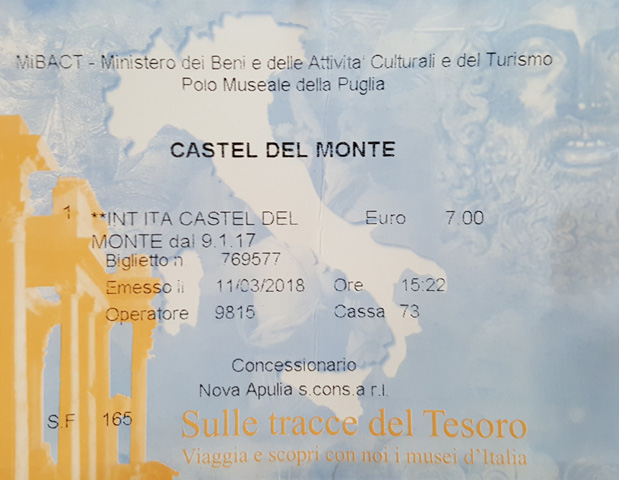 MiBACT - Ministero dei Beni e delle Attivita' Culturali e del Turismo
Polo Museale della Puglia
CASTEL DEL MONTE
1 **INT ITA CASTEL DEL Euro 7.00
MONTE dal 9.1.17
Biglietto n 769577
Emesso il 11/03/2018 Ore 15:22
Operatore 9815 Cassa 73
Concessionario
Nova Apulia s.cons.a r.l.
S.F 165
Sulle tracce del Tesoro
Viaggia e scopri con noi i musei d'Italia